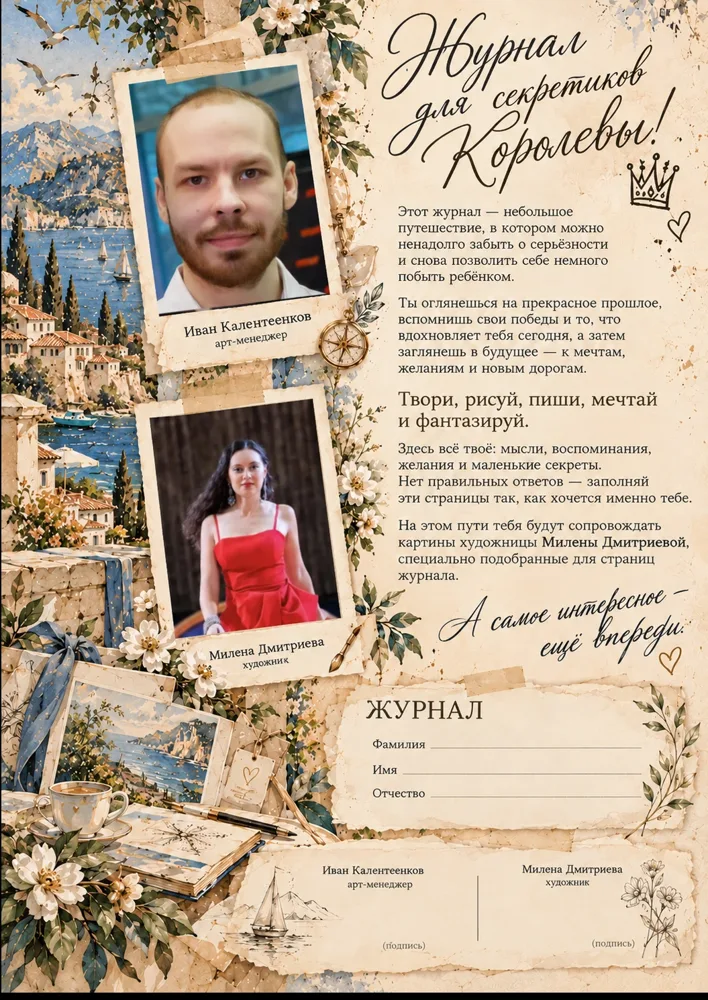 Журнал
для секретиков
Королевы!
Этот журнал — небольшое
путешествие, в котором можно
ненадолго забыть о серьёзности
и снова позволить себе немного
побыть ребёнком.
Ты оглянешься на прекрасное прошлое,
вспомнишь свои победы и то, что
вдохновляет тебя сегодня, а затем
заглянешь в будущее — к мечтам,
желаниям и новым дорогам.
Твори, рисуй, пиши, мечтай
и фантазируй.
Здесь всё твоё: мысли, воспоминания,
желания и маленькие секреты.
Нет правильных ответов — заполняй
эти страницы так, как хочется именно тебе.
На этом пути тебя будут сопровождать
картины художницы Милены Дмитриевой,
специально подобранные для страниц
журнала.
А самое интересное –
ещё впереди.
Иван Калентеенков
арт-менеджер
Милена Дмитриева
художник
ЖУРНАЛ
Фамилия
Имя
Отчество
Иван Калентеенков
арт-менеджер
(подпись)
Милена Дмитриева
художник
(подпись)